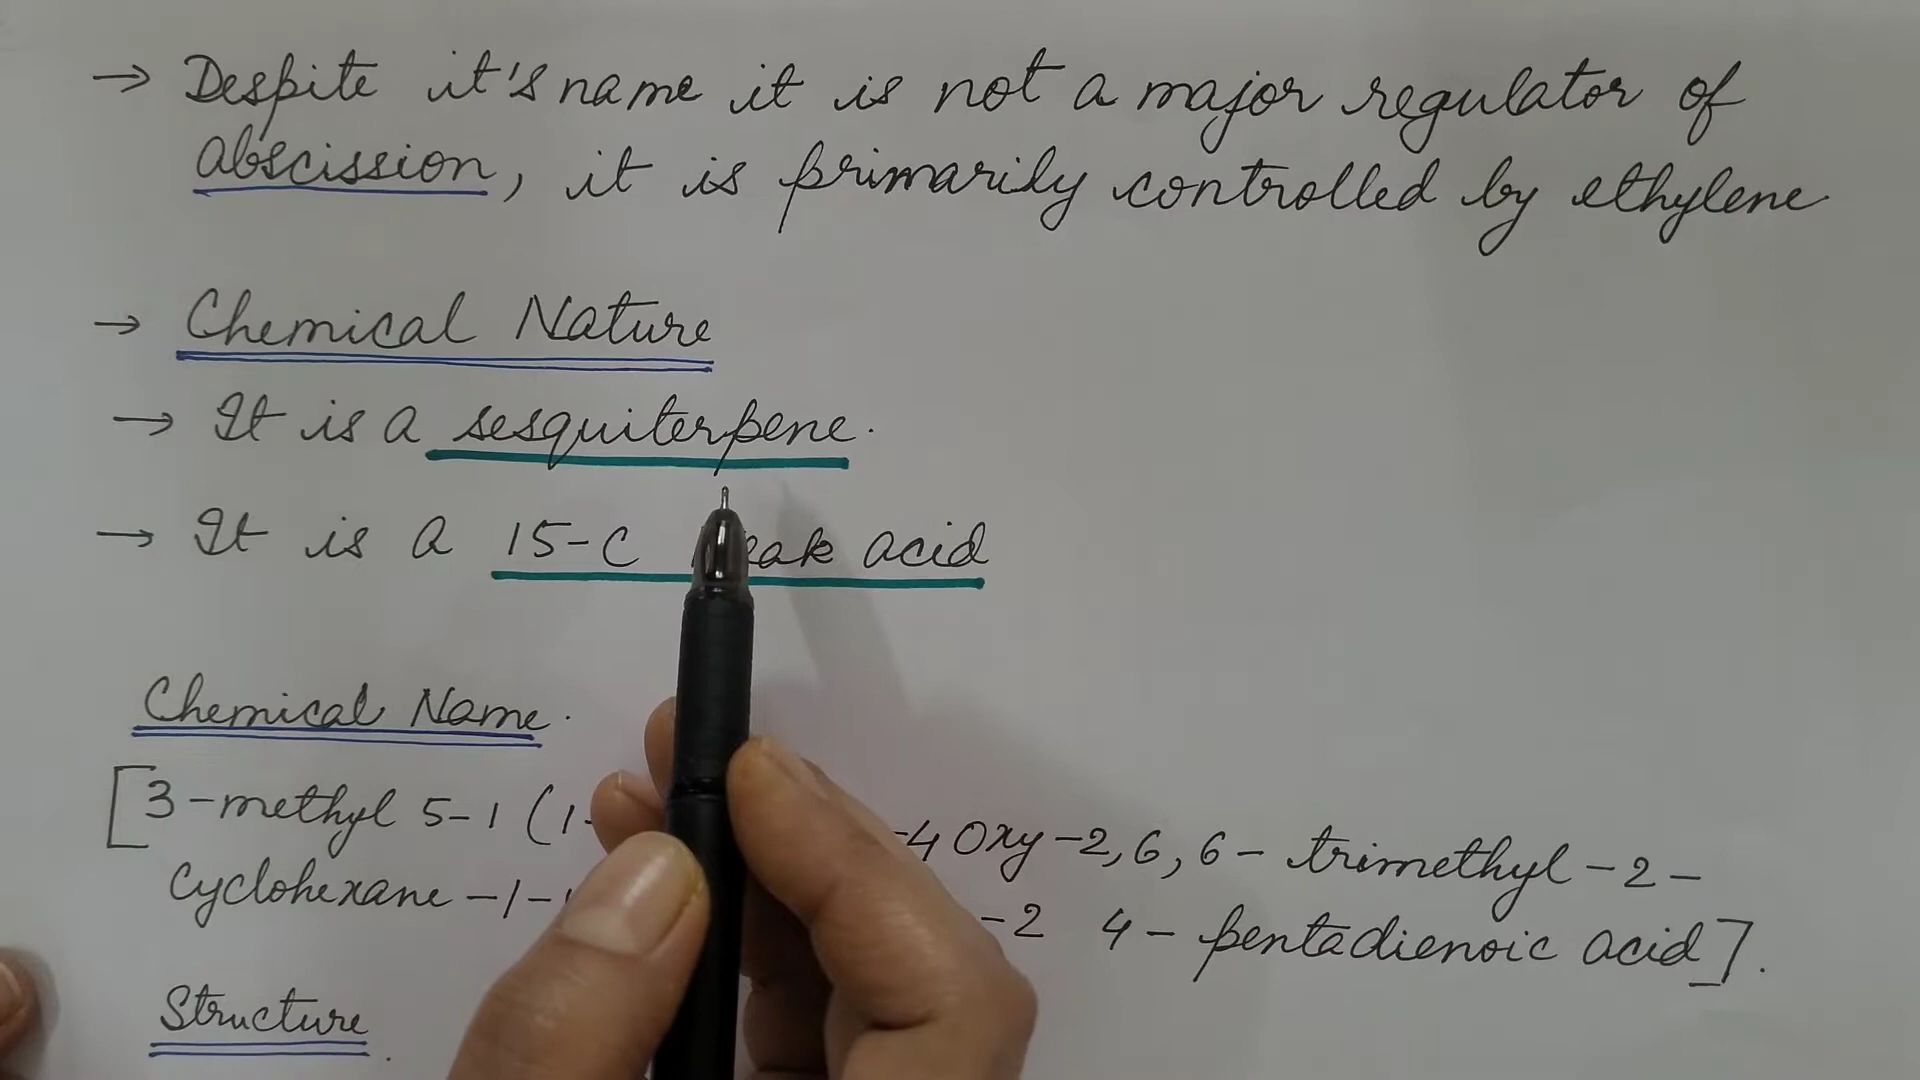 → Despite it's name it is not a major regulator of
abscission, it is primarily controlled by ethylene
→ Chemical Nature
→ It is a sesquiterpene.
→ It is a 15-C acid
Chemical Name.
[3-methyl 5-1 (1- -4 Oxy -2,6,6- trimethyl -2-
Cyclohexane -1- -2 4- pentadienoic acid].
Structure.